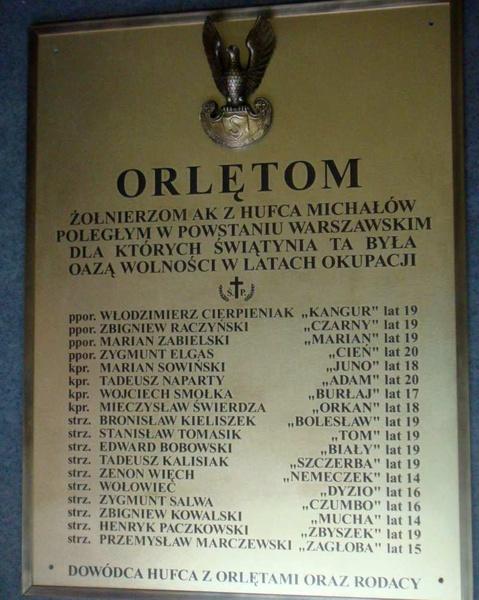 ORLĘTOM
ŻOŁNIERZOM AK Z HUFCA MICHAŁÓW
POLEGŁYM W POWSTANIU WARSZAWSKIM
DLA KTÓRYCH ŚWIĄTYNIA TA BYŁA
OAZĄ WOLNOŚCI W LATACH OKUPACJI
Ś P.
ppor. WŁODZIMIERZ CIERPIENIAK „KANGUR" lat 19
ppor. ZBIGNIEW RACZYŃSKI „CZARNY" lat 19
ppor. MARIAN ZABIELSKI „MARIAN" lat 19
ppor. ZYGMUNT ELGAS „CIEŃ" lat 20
kpr. MARIAN SOWIŃSKI „JUNO" lat 18
kpr. TADEUSZ NAPARTY „ADAM" lat 20
kpr. WOJCIECH SMOŁKA „BURŁAJ" lat 17
kpr. MIECZYSŁAW ŚWIERDZA „ORKAN" lat 18
strz. BRONISŁAW KIELISZEK „BOLESŁAW" lat 19
strz. STANISŁAW TOMASIK „TOM" lat 19
strz. EDWARD BOBOWSKI „BIAŁY" lat 19
strz. TADEUSZ KALISIAK „SZCZERBA" lat 19
strz. ZENON WIĘCH „NEMECZEK" lat 14
strz. WOŁOWIEĆ „DYZIO" lat 16
strz. ZYGMUNT SALWA „CZUMBO" lat 16
strz. ZBIGNIEW KOWALSKI „MUCHA" lat 14
strz. HENRYK PACZKOWSKI „ZBYSZEK" lat 19
strz. PRZEMYSŁAW MARCZEWSKI „ZAGŁOBA" lat 15
DOWÓDCA HUFCA Z ORLĘTAMI ORAZ RODACY